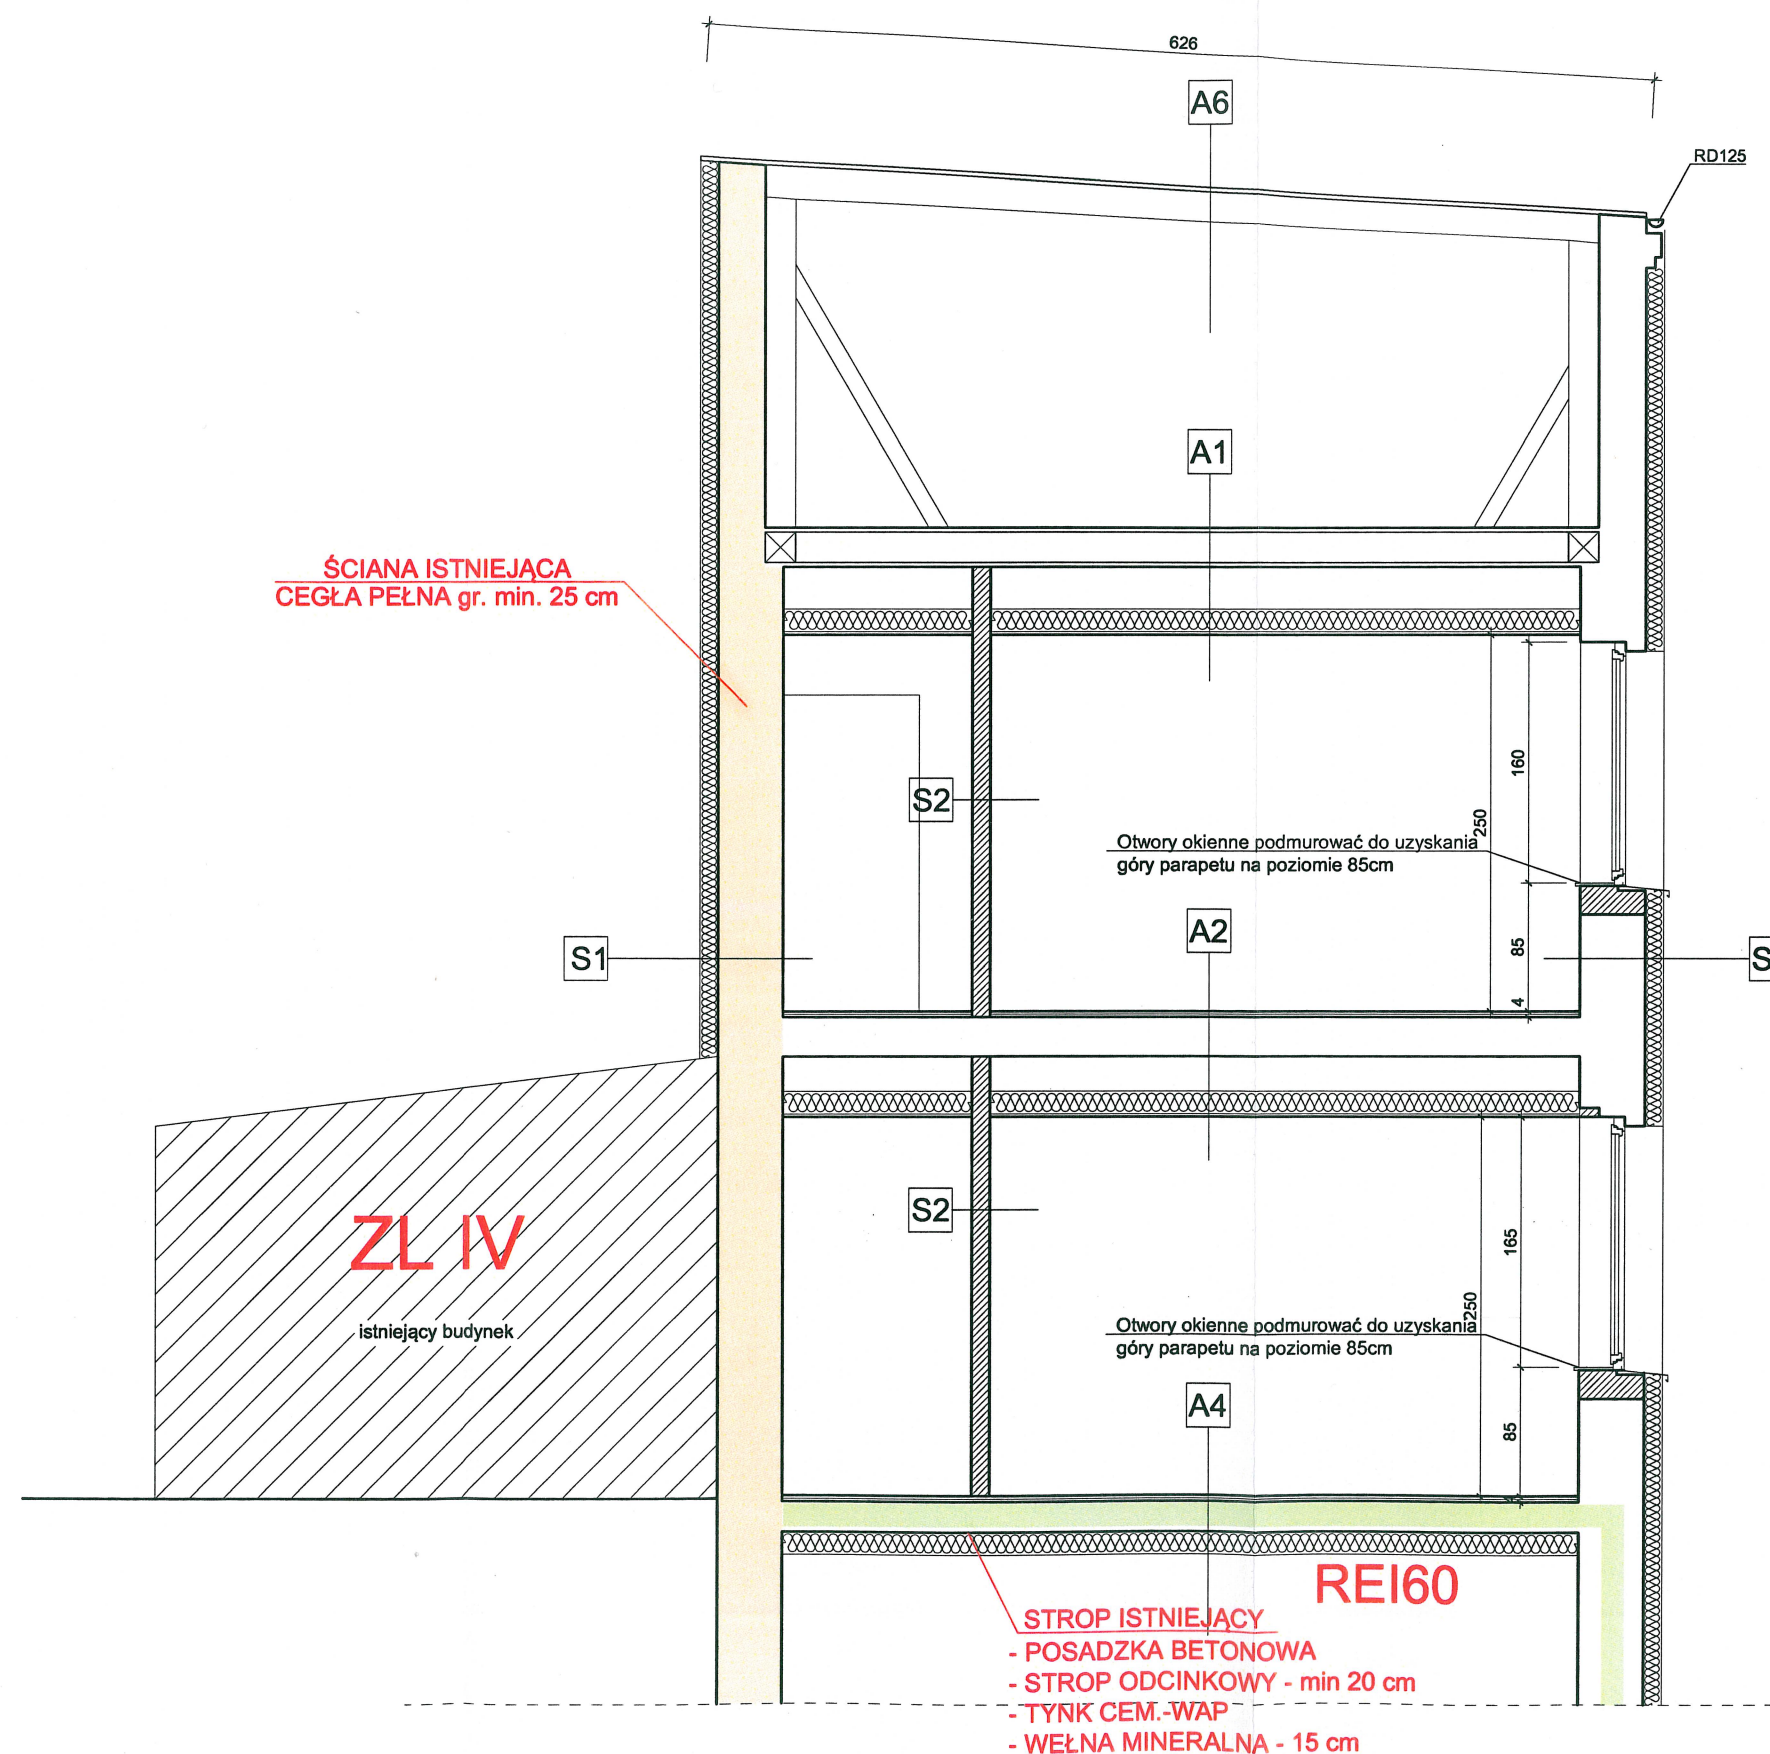 626
A6
RD125
A1
ŚCIANA ISTNIEJĄCA
CEGŁA PEŁNA gr. min. 25 cm
160
S2
250
Otwory okienne podmurować do uzyskania
góry parapetu na poziomie 85cm
A2
85
S1
S
4
S2
ZL IV
165
250
istniejący budynek
Otwory okienne podmurować do uzyskania
góry parapetu na poziomie 85cm
A4
85
REI60
STROP ISTNIEJĄCY
- POSADZKA BETONOWA
- STROP ODCINKOWY - min 20 cm
- TYNK CEM.-WAP
- WEŁNA MINERALNA - 15 cm